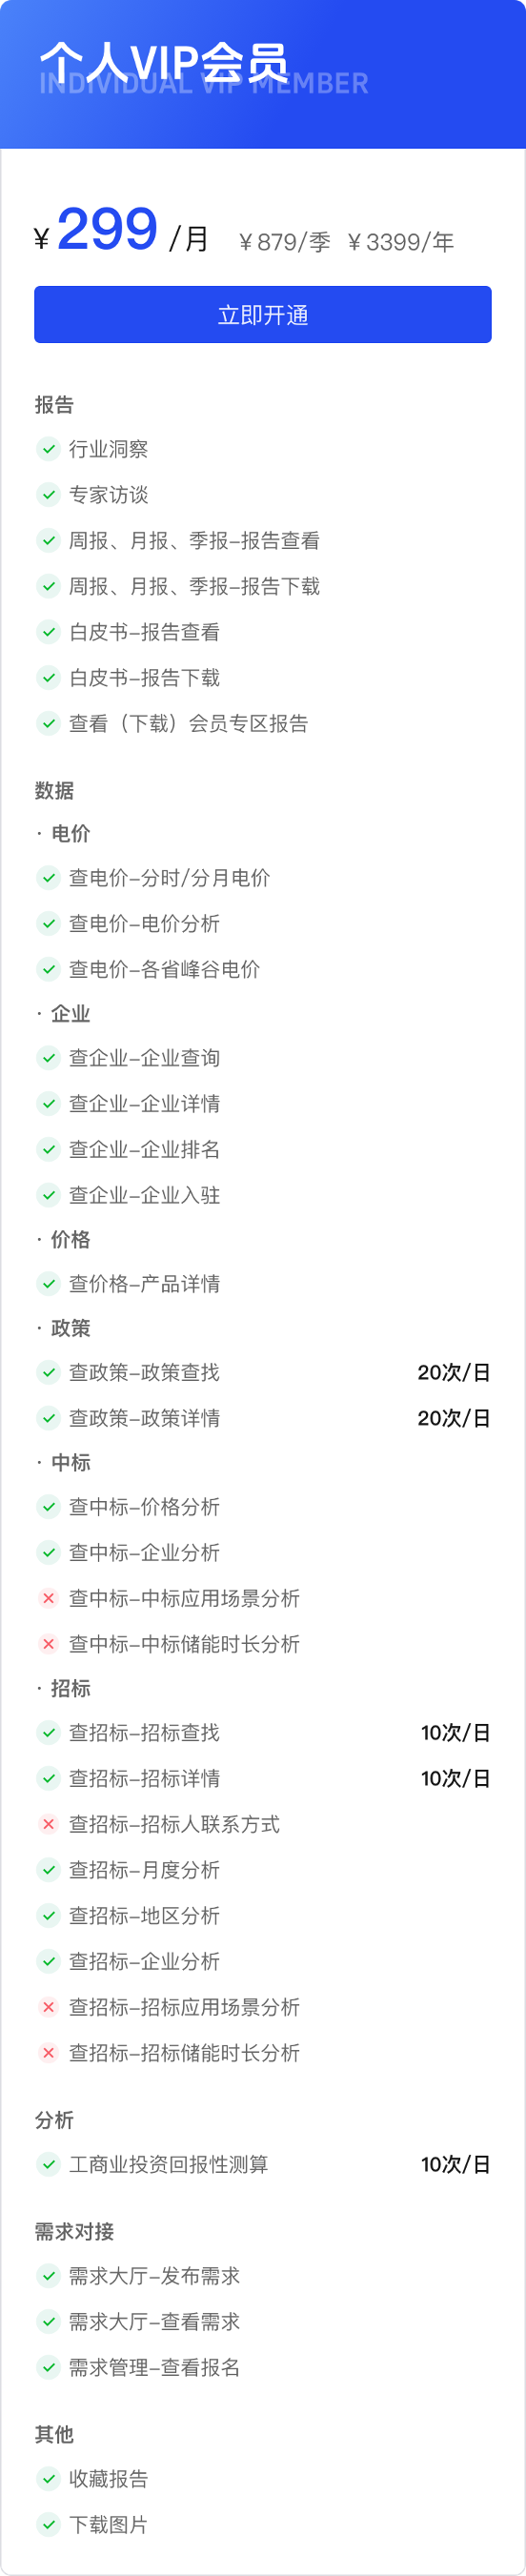 个人VIP会员
INDIVIDUAL VIP MEMBER
¥299/月 ¥879/季 ¥3399/年
立即开通
报告
行业洞察
专家访谈
周报、月报、季报-报告查看
周报、月报、季报-报告下载
白皮书-报告查看
白皮书-报告下载
查看（下载）会员专区报告
数据
· 电价
查电价-分时/分月电价
查电价-电价分析
查电价-各省峰谷电价
· 企业
查企业-企业查询
查企业-企业详情
查企业-企业排名
查企业-企业入驻
· 价格
查价格-产品详情
· 政策
查政策-政策查找 20次/日
查政策-政策详情 20次/日
· 中标
查中标-价格分析
查中标-企业分析
查中标-中标应用场景分析
查中标-中标储能时长分析
· 招标
查招标-招标查找 10次/日
查招标-招标详情 10次/日
查招标-招标人联系方式
查招标-月度分析
查招标-地区分析
查招标-企业分析
查招标-招标应用场景分析
查招标-招标储能时长分析
分析
工商业投资回报性测算 10次/日
需求对接
需求大厅-发布需求
需求大厅-查看需求
需求管理-查看报名
其他
收藏报告
下载图片